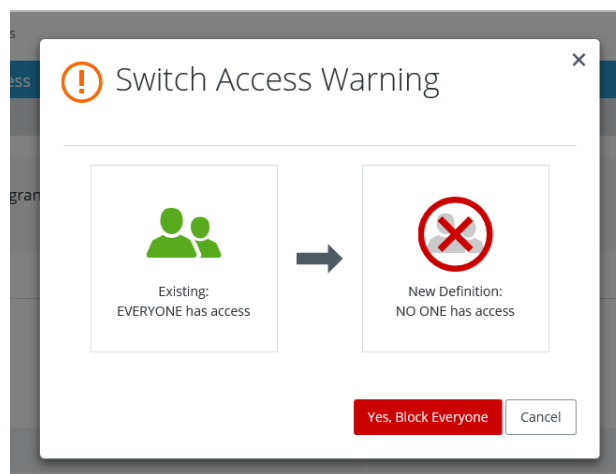 Switch Access Warning
Existing:
EVERYONE has access
New Definition:
NO ONE has access
Yes, Block Everyone
Cancel